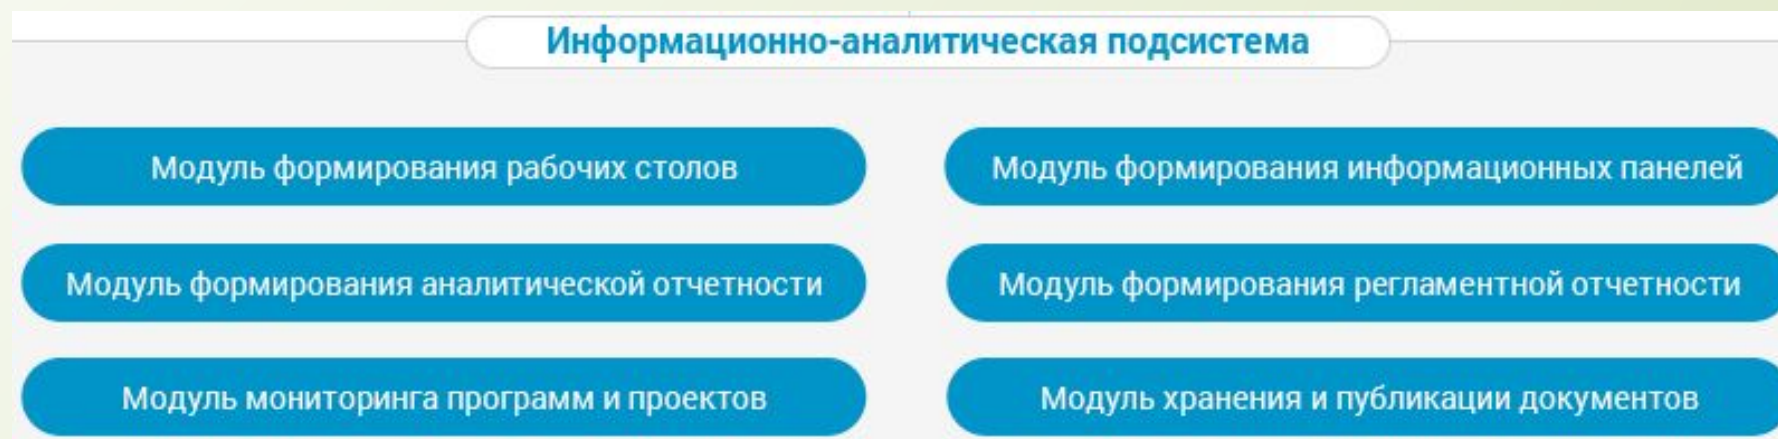 Информационно-аналитическая подсистема
Модуль формирования рабочих столов
Модуль формирования информационных панелей
Модуль формирования аналитической отчетности
Модуль формирования регламентной отчетности
Модуль мониторинга программ и проектов
Модуль хранения и публикации документов